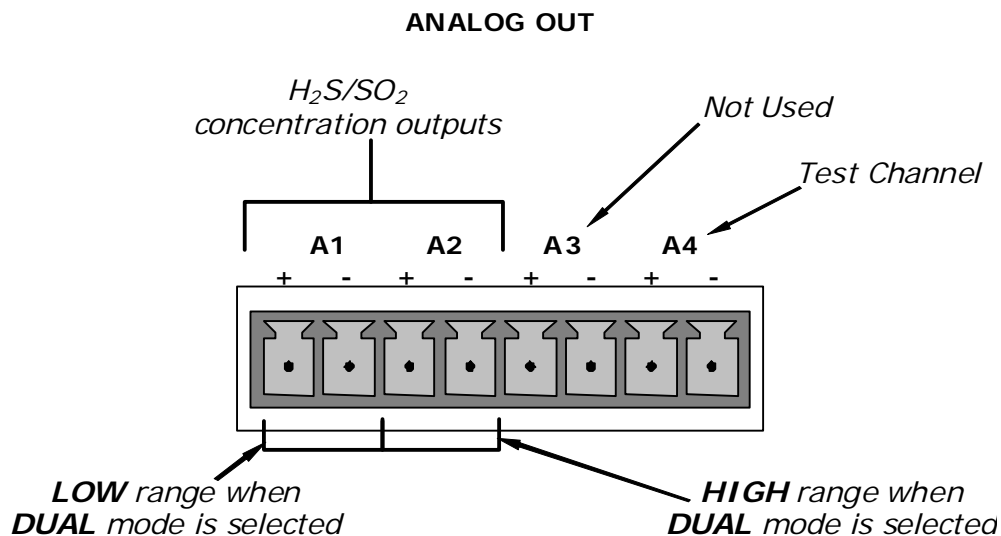 ANALOG OUT
H₂S/SO₂
concentration outputs
Not Used
Test Channel
A1 A2 A3 A4
+ - + - + - + -
LOW range when
DUAL mode is selected
HIGH range when
DUAL mode is selected